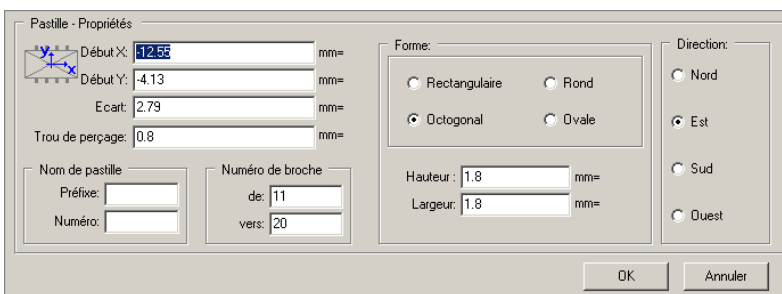 Pastille - Propriétés
y
x
Début X: -12.55 mm=
Début Y: -4.13 mm=
Ecart: 2.79 mm=
Trou de perçage: 0.8 mm=
Nom de pastille
Préfixe:
Numéro:
Numéro de broche
de: 11
vers: 20
Forme:
Rectangulaire Rond
Octogonal Ovale
Hauteur : 1.8 mm=
Largeur: 1.8 mm=
Direction:
Nord
Est
Sud
Ouest
OK Annuler